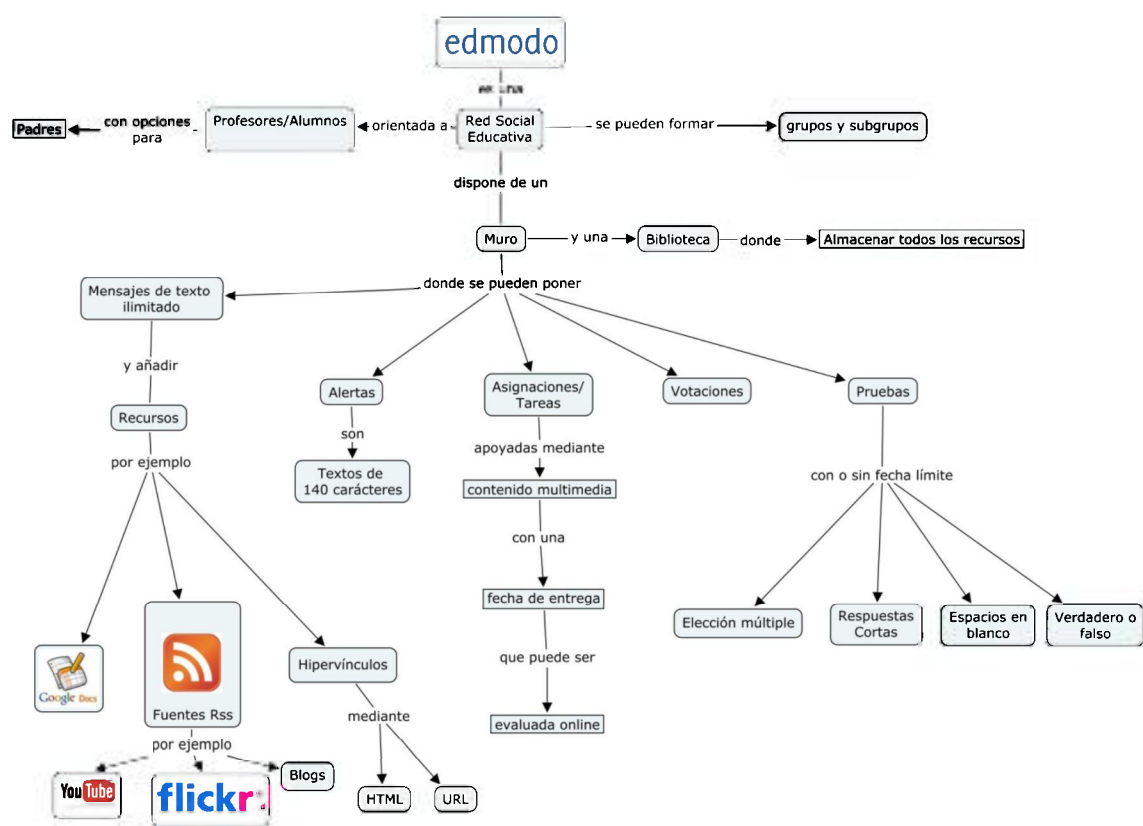 edmodo
es una
Padres
con opciones
para
Profesores/Alumnos
orientada a
Red Social
Educativa
se pueden formar
grupos y subgrupos
dispone de un
Muro
y una
Biblioteca
donde
Almacenar todos los recursos
donde se pueden poner
Mensajes de texto
ilimitado
y añadir
Recursos
por ejemplo
Alertas
son
Textos de
140 carácteres
Asignaciones/
Tareas
apoyadas mediante
contenido multimedia
con una
fecha de entrega
que puede ser
evaluada online
Votaciones
Pruebas
con o sin fecha límite
Elección múltiple
Respuestas
Cortas
Espacios en
blanco
Verdadero o
falso
Google Docs
Fuentes Rss
por ejemplo
YouTube
flickr
Blogs
Hipervínculos
mediante
HTML
URL